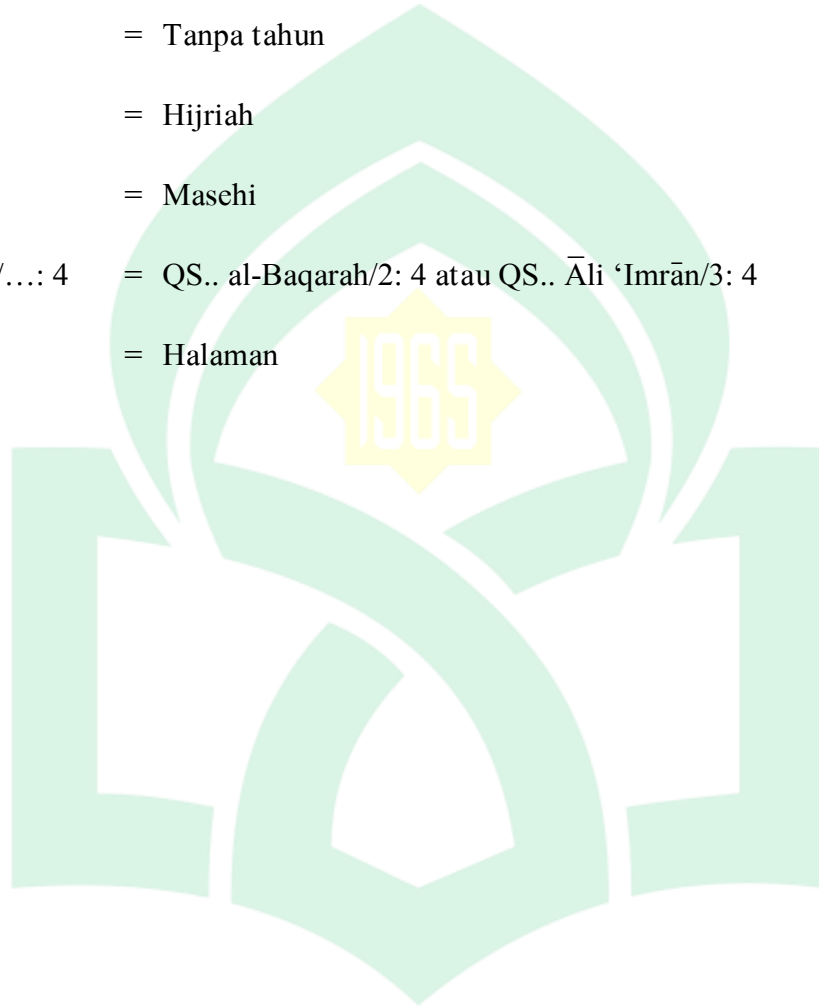 = Tanpa tahun
= Hijriah
= Masehi
/…: 4 = QS.. al-Baqarah/2: 4 atau QS.. Āli ‘Imrān/3: 4
= Halaman
1965